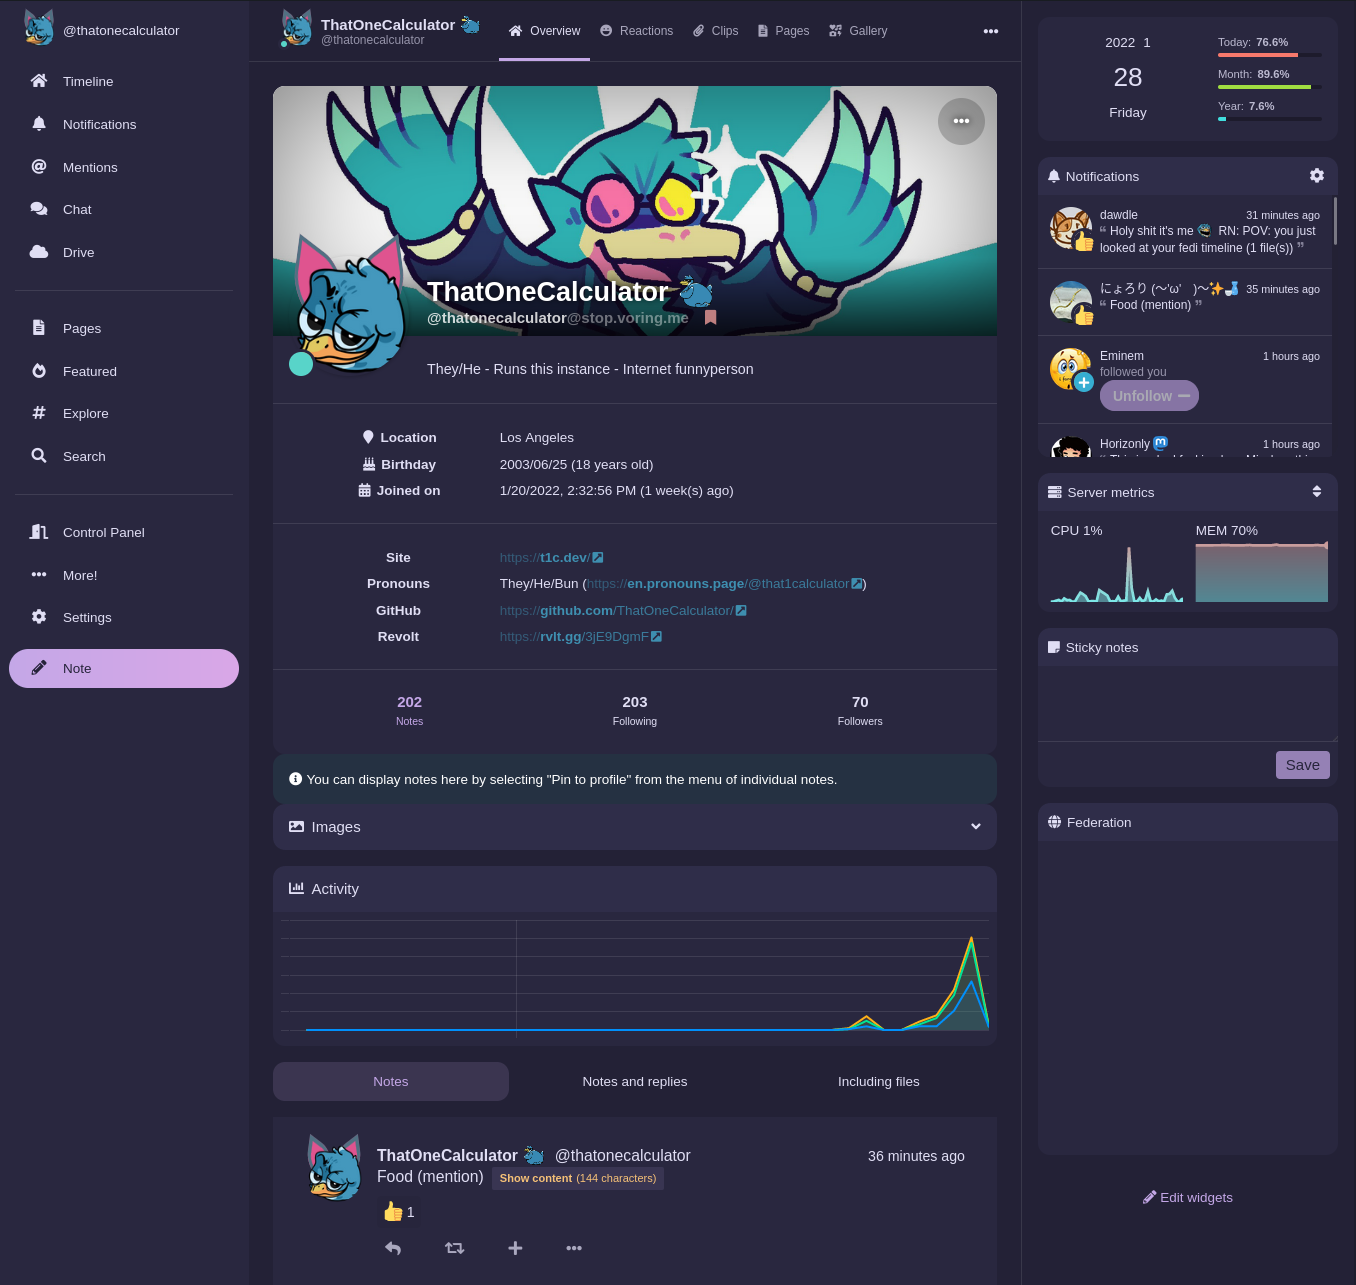 @thatonecalculator
Timeline
Notifications
Mentions
Chat
Drive
Pages
Featured
Explore
Search
Control Panel
More!
Settings
Note
ThatOneCalculator
@thatonecalculator
Overview
Reactions
Clips
Pages
Gallery
ThatOneCalculator
@thatonecalculator@stop.voring.me
They/He - Runs this instance - Internet funnyperson
Location Los Angeles
Birthday 2003/06/25 (18 years old)
Joined on 1/20/2022, 2:32:56 PM (1 week(s) ago)
Site https://t1c.dev/
Pronouns They/He/Bun (https://en.pronouns.page/@that1calculator)
GitHub https://github.com/ThatOneCalculator/
Revolt https://rvlt.gg/3jE9DgmF
202 203 70
Notes Following Followers
You can display notes here by selecting "Pin to profile" from the menu of individual notes.
Images
Activity
Notes Notes and replies Including files
ThatOneCalculator @thatonecalculator 36 minutes ago
Food (mention) Show content (144 characters)
👍 1
2022 1
28
Friday
Today: 76.6%
Month: 89.6%
Year: 7.6%
Notifications
dawdle 31 minutes ago
Holy shit it's me RN: POV: you just
looked at your fedi timeline (1 file(s))
にょろり (〜'ω' )〜✨ 35 minutes ago
Food (mention)
Eminem 1 hours ago
followed you
Unfollow
Horizonly 1 hours ago
Server metrics
CPU 1% MEM 70%
Sticky notes
Save
Federation
Edit widgets